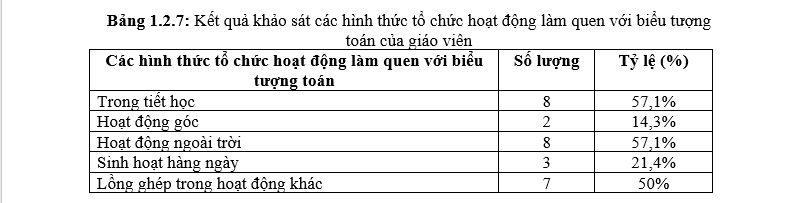 Bảng 1.2.7: Kết quả khảo sát các hình thức tổ chức hoạt động làm quen với biểu tượng
toán của giáo viên
Các hình thức tổ chức hoạt động làm quen với biểu Số lượng Tỷ lệ (%)
tượng toán
Trong tiết học 8 57,1%
Hoạt động góc 2 14,3%
Hoạt động ngoài trời 8 57,1%
Sinh hoạt hàng ngày 3 21,4%
Lồng ghép trong hoạt động khác 7 50%